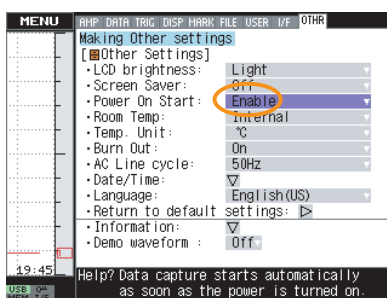 MENU AMP DATA TRIG DISP MARK FILE USER I/F OTHR
Making Other settings
[Other Settings]
・LCD brightness: Light
・Screen Saver: Off
・Power On Start: Enable
・Room Temp: Internal
・Temp. Unit: ℃
・Burn Out: On
・AC Line cycle: 50Hz
・Date/Time: ▽
・Language: English(US)
・Return to default settings: ▷
・Information: ▽
・Demo waveform : Off
19:45
Help? Data capture starts automatically
USB as soon as the power is turned on.